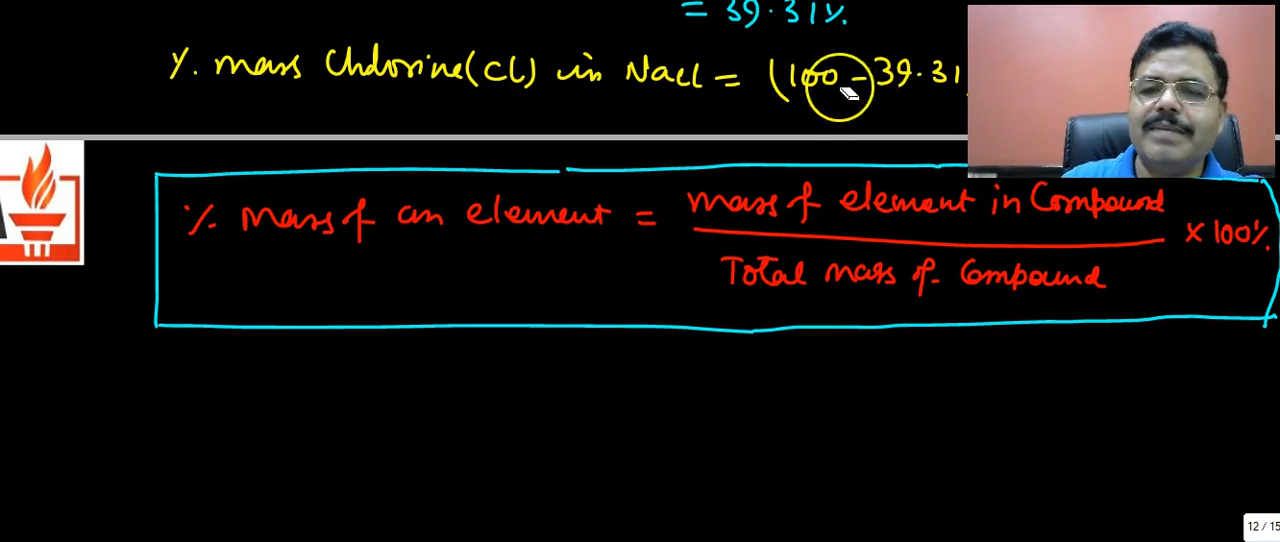 = 39.31%.
%. mass Chlorine(Cl) in NaCl = (100 - 39.31
% Mass of an element = mass of element in Compound × 100%.
Total mass of Compound
12 / 15